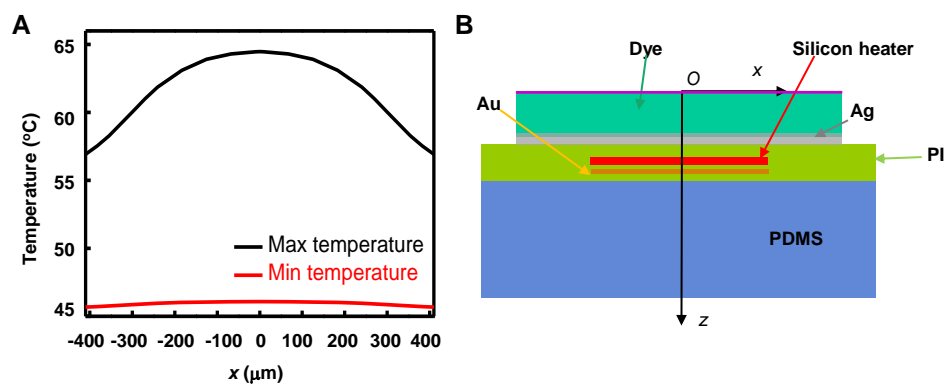 A
Temperature (°C)
65
60
55
50
45
Max temperature
Min temperature
-400 -300 -200 -100 0 100 200 300 400
x (μm)
B
Dye
Silicon heater
O
x
Au
Ag
PI
PDMS
z